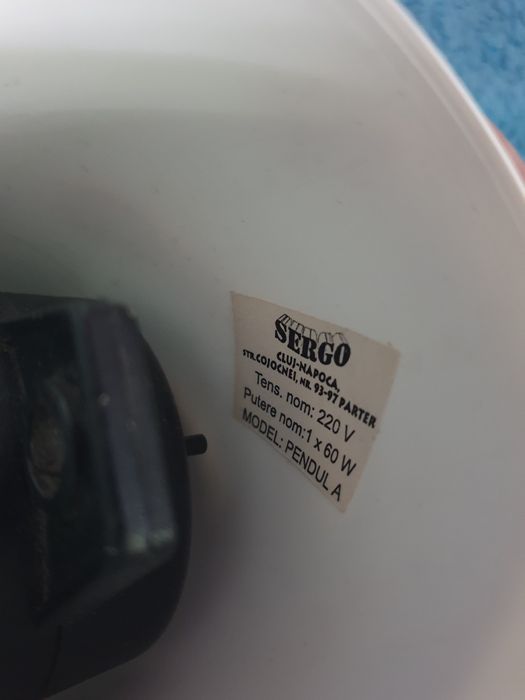 SERGO
CLUJ-NAPOCA,
STR.COJOCNEI, NR. 93-97 PARTER
Tens. nom: 220 V
Putere nom:1 x 60 W
MODEL: PENDUL A